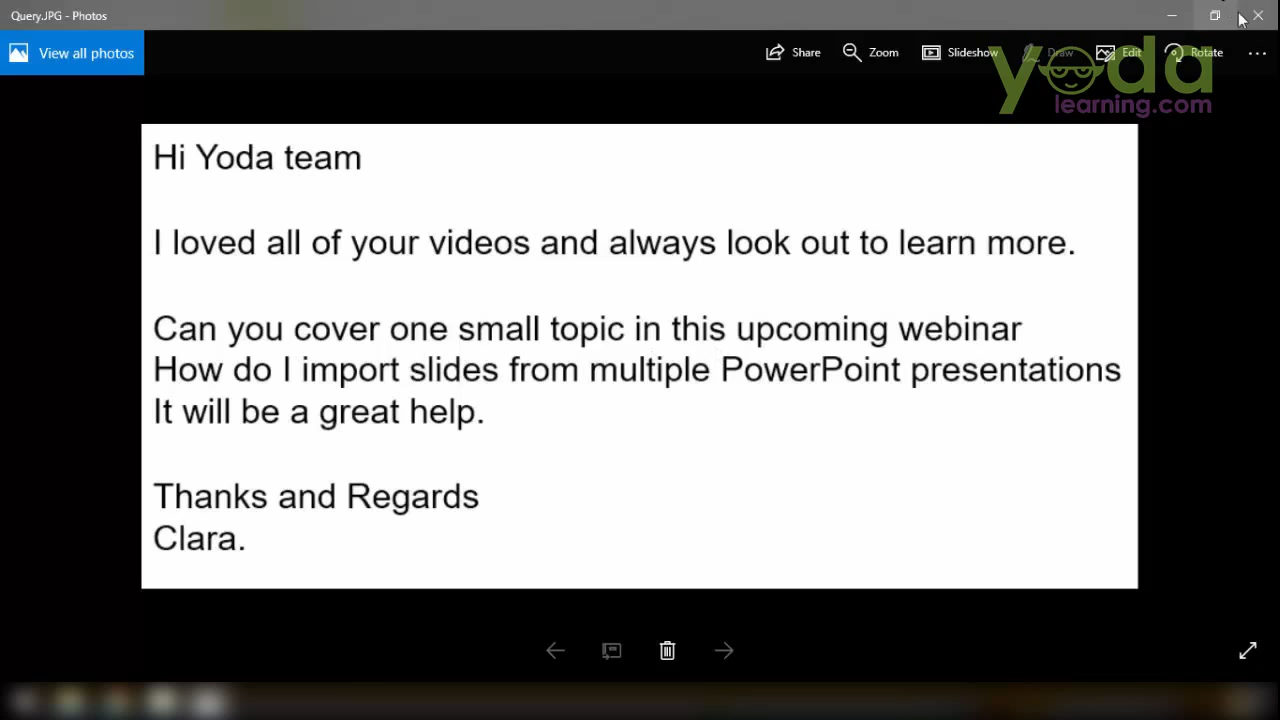 Query.JPG - Photos
View all photos
Share
Zoom
Slideshow
Draw
Edit
Rotate
yoda
learning.com
Hi Yoda team
I loved all of your videos and always look out to learn more.
Can you cover one small topic in this upcoming webinar
How do I import slides from multiple PowerPoint presentations
It will be a great help.
Thanks and Regards
Clara.